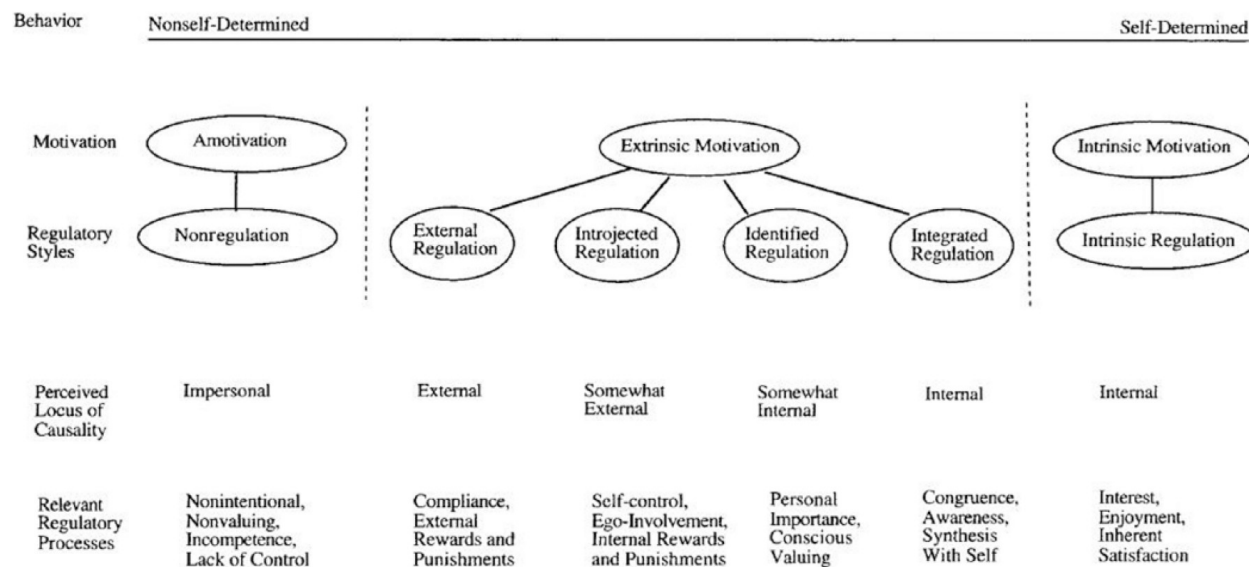 Behavior Nonself-Determined Self-Determined
Motivation Amotivation Extrinsic Motivation Intrinsic Motivation
Regulatory
Styles
Nonregulation
External
Regulation
Introjected
Regulation
Identified
Regulation
Integrated
Regulation
Intrinsic Regulation
Perceived
Locus of
Causality
Impersonal
External
Somewhat
External
Somewhat
Internal
Internal
Internal
Relevant
Regulatory
Processes
Nonintentional,
Nonvaluing,
Incompetence,
Lack of Control
Compliance,
External
Rewards and
Punishments
Self-control,
Ego-Involvement,
Internal Rewards
and Punishments
Personal
Importance,
Conscious
Valuing
Congruence,
Awareness,
Synthesis
With Self
Interest,
Enjoyment,
Inherent
Satisfaction